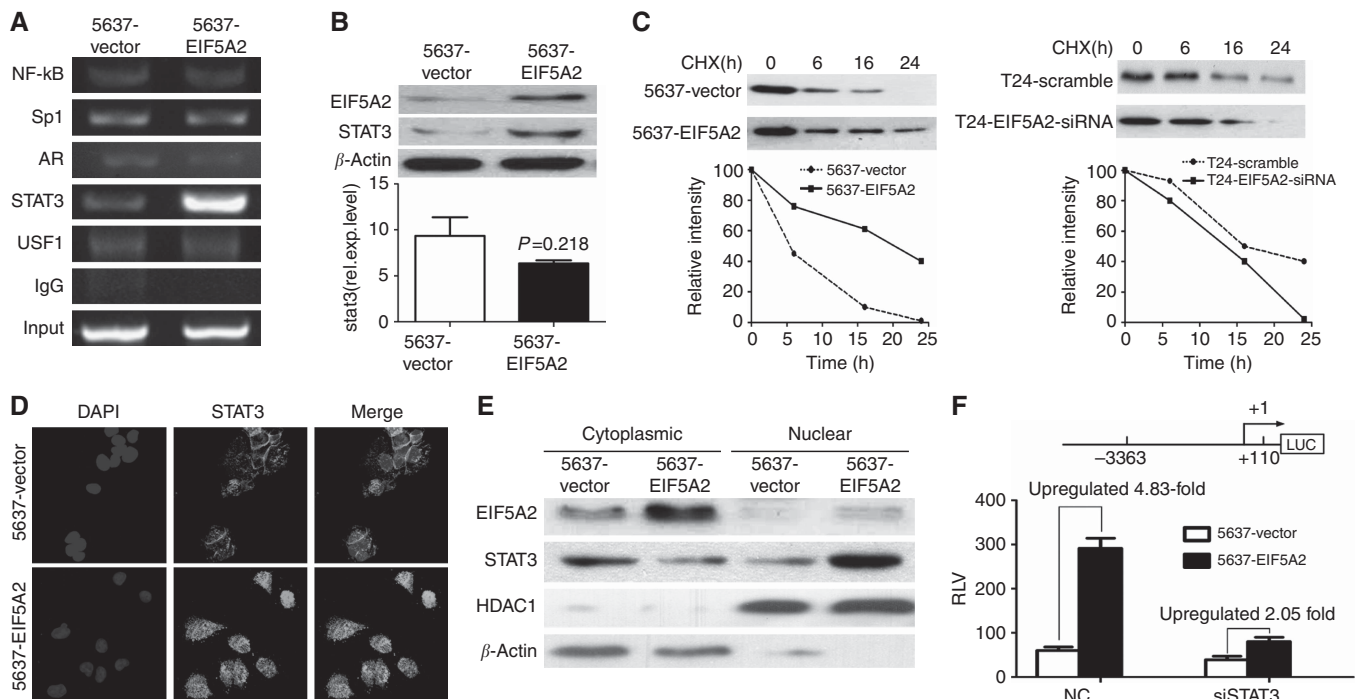 A
5637-
vector
5637-
EIF5A2
NF-kB
Sp1
AR
STAT3
USF1
IgG
Input
B
5637-
vector
5637-
EIF5A2
EIF5A2
STAT3
β-Actin
stat3(rel.exp.level)
15
10
5
0
P=0.218
5637-
vector
5637-
EIF5A2
C
CHX(h) 0 6 16 24
5637-vector
5637-EIF5A2
Relative intensity
100
80
60
40
20
0
5637-vector
5637-EIF5A2
0 5 10 15 20 25
Time (h)
CHX(h) 0 6 16 24
T24-scramble
T24-EIF5A2-siRNA
Relative intensity
100
80
60
40
20
0
T24-scramble
T24-EIF5A2-siRNA
0 5 10 15 20 25
Time (h)
D
DAPI STAT3 Merge
5637-vector
5637-EIF5A2
E
Cytoplasmic Nuclear
5637-
vector
5637-
EIF5A2
5637-
vector
5637-
EIF5A2
EIF5A2
STAT3
HDAC1
β-Actin
F
+1
−3363
+110
LUC
RLV
400
300
200
100
0
Upregulated 4.83-fold
5637-vector
5637-EIF5A2
Upregulated 2.05 fold
NC siSTAT3